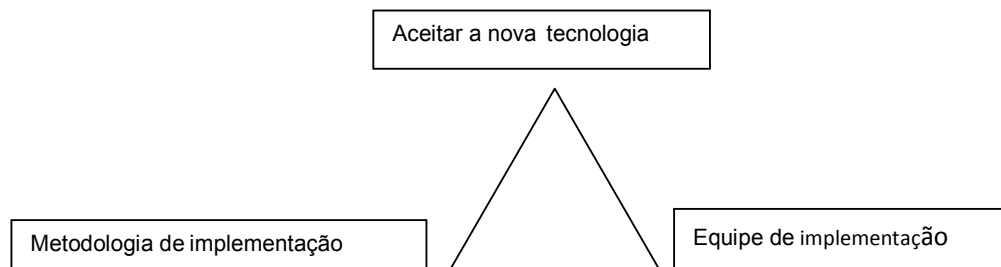 Aceitar a nova tecnologia
Metodologia de implementação
Equipe de implementação